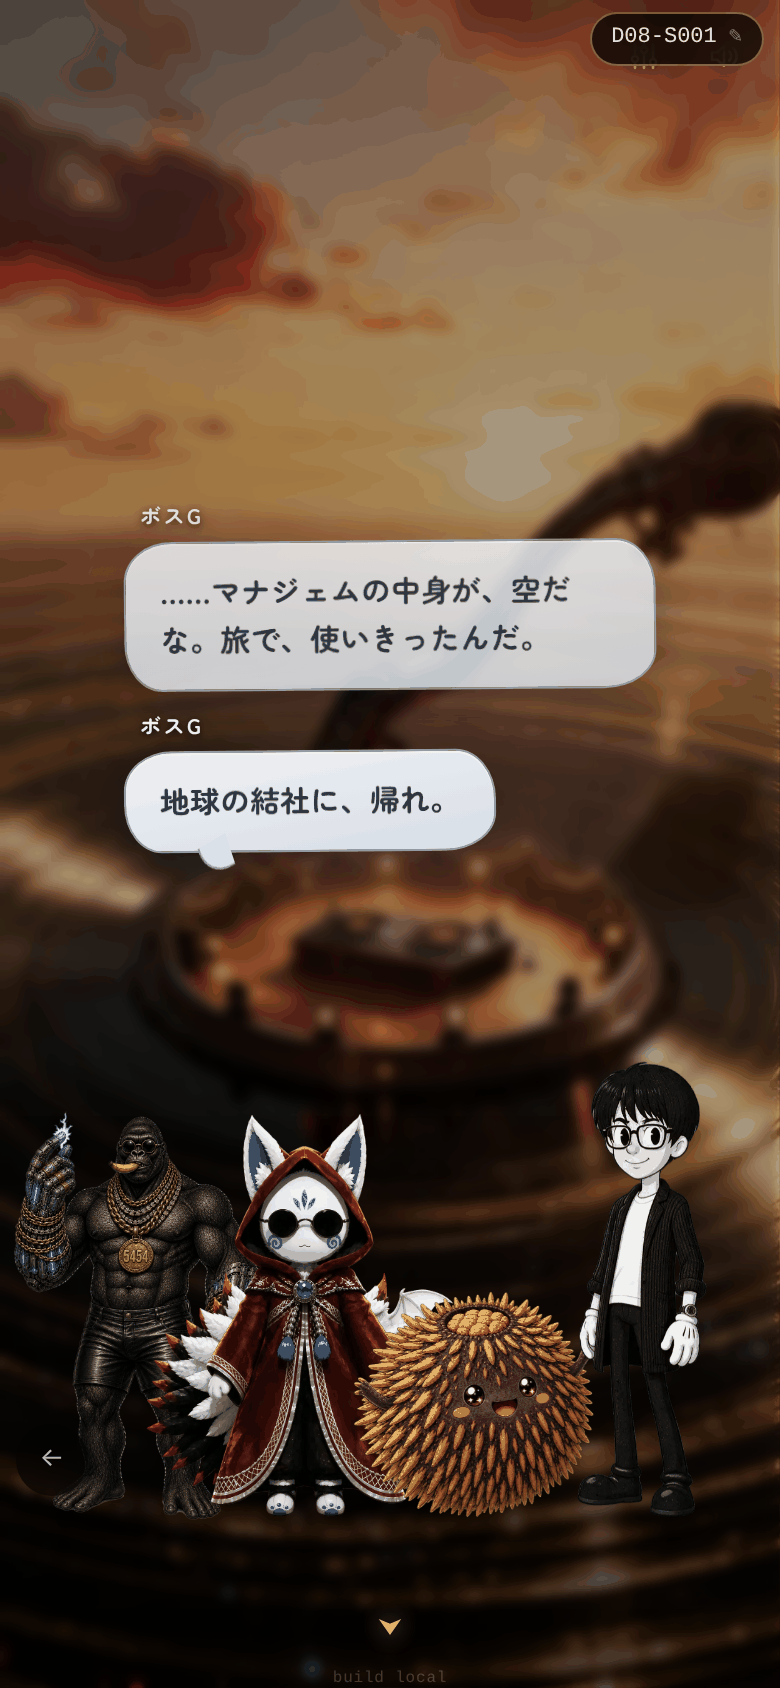 D08-S001 ✎
ボスG
……マナジェムの中身が、空だ
な。旅で、使いきったんだ。
ボスG
地球の結社に、帰れ。
5454
build local